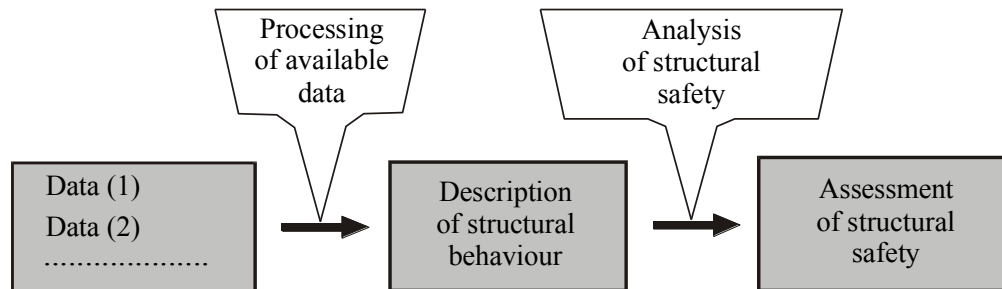 Processing
of available
data
Analysis
of structural
safety
Data (1)
Data (2)
....................
Description
of structural
behaviour
Assessment
of structural
safety